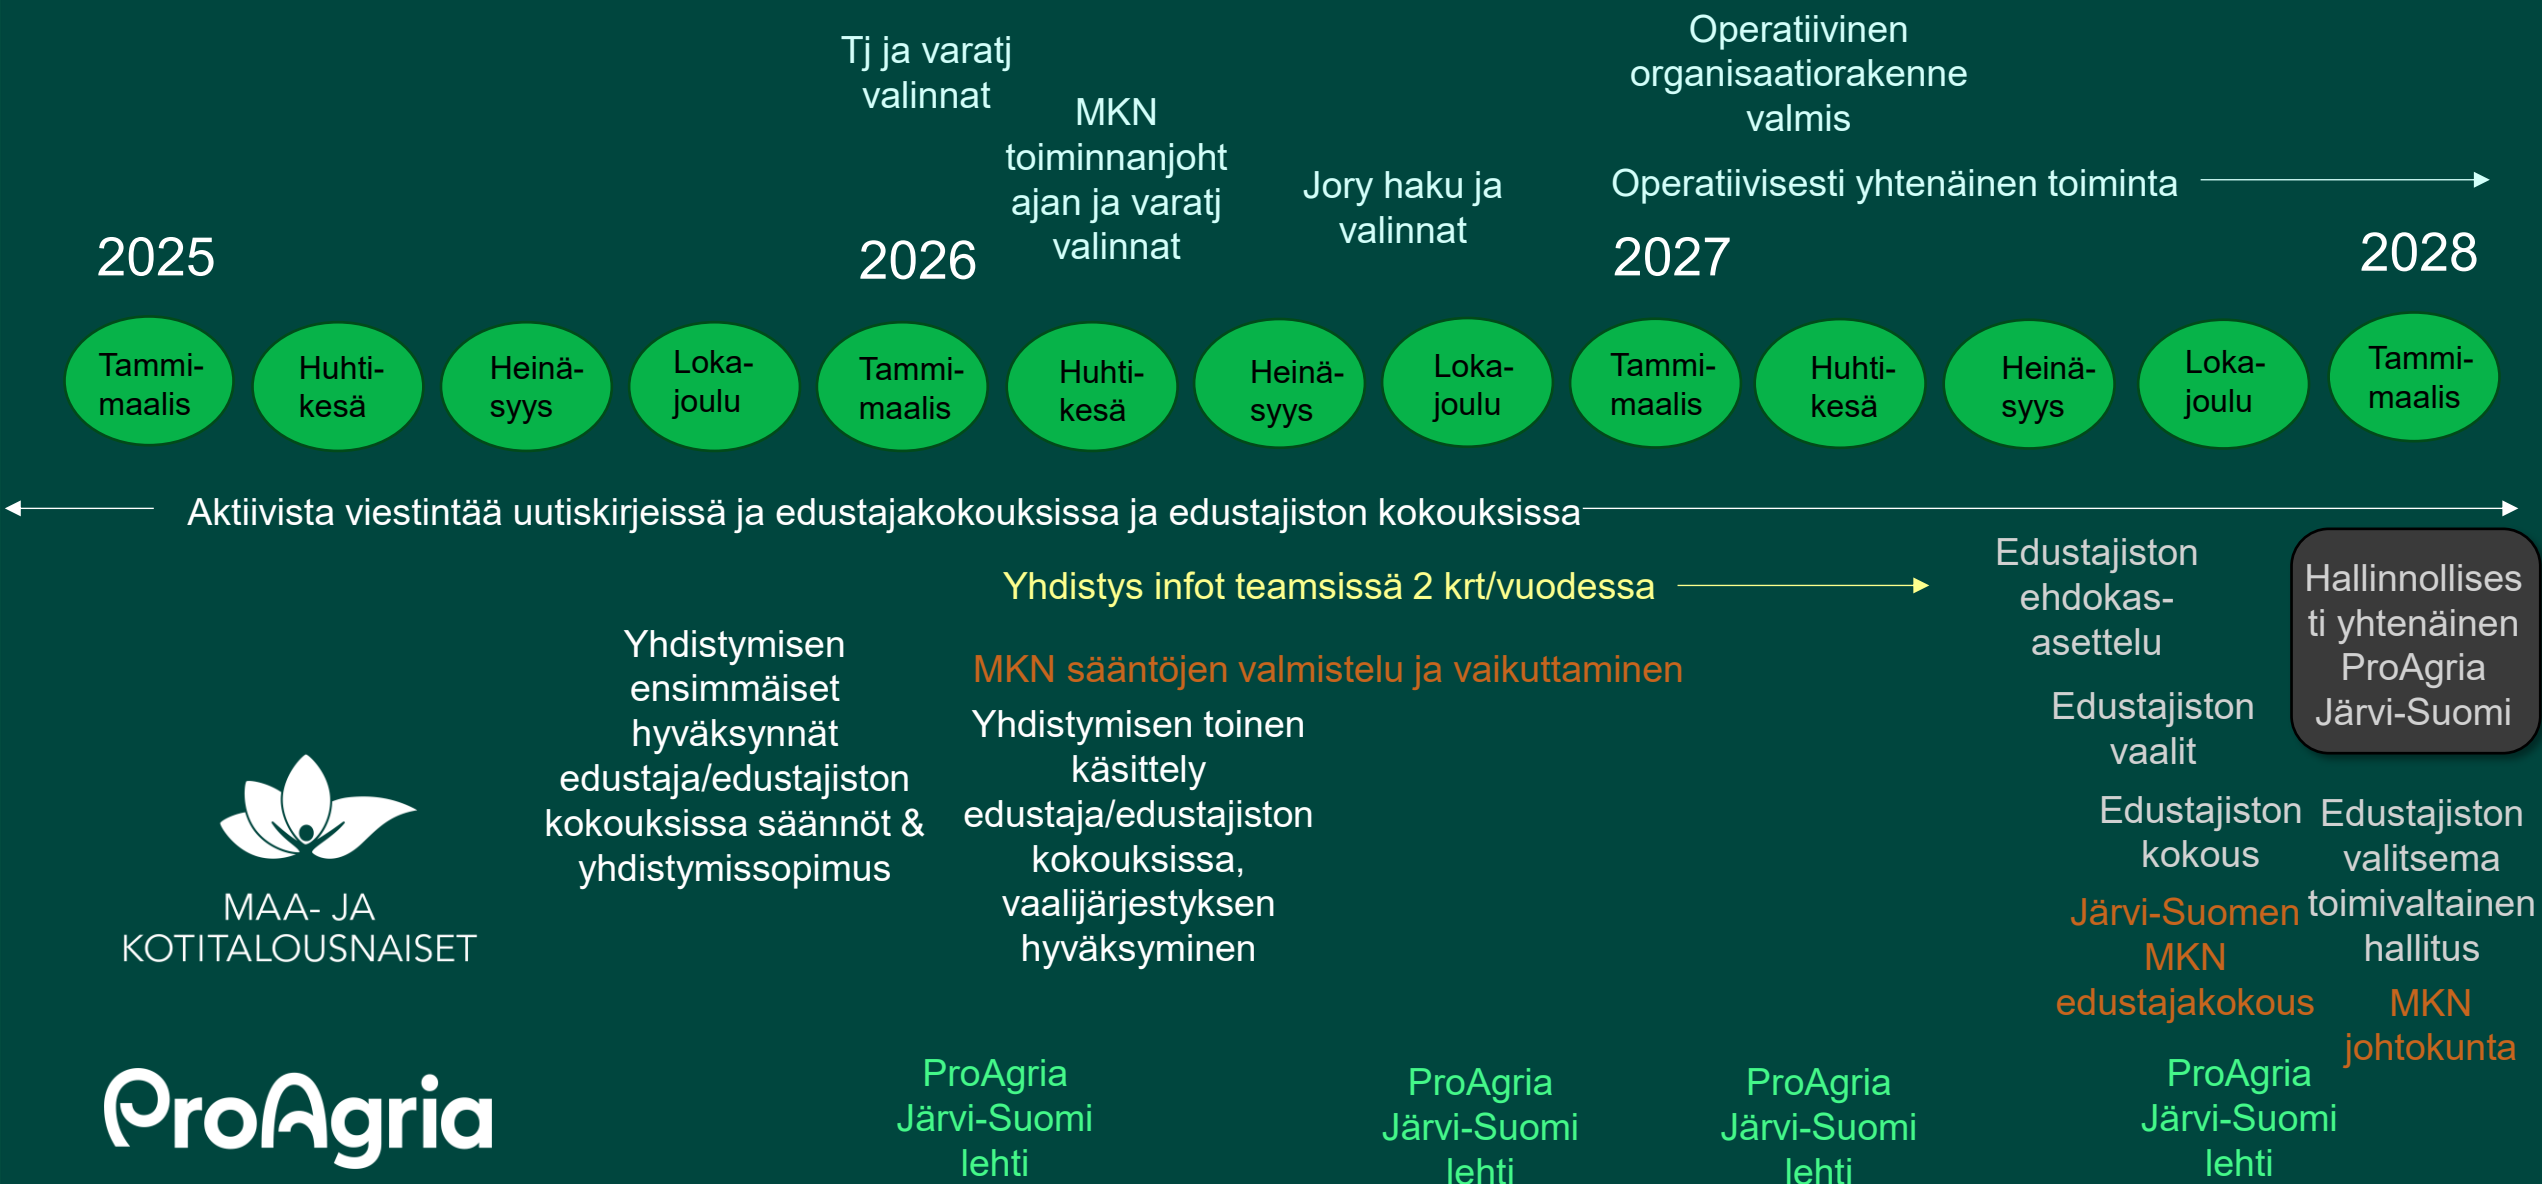 Tj ja varatj
valinnat
MKN
toiminnanjoht
ajan ja varatj
valinnat
Jory haku ja
valinnat
Operatiivinen
organisaatiorakenne
valmis
Operatiivisesti yhtenäinen toiminta
2025
2026
2027
2028
Tammi-
maalis
Huhti-
kesä
Heinä-
syys
Loka-
joulu
Tammi-
maalis
Huhti-
kesä
Heinä-
syys
Loka-
joulu
Tammi-
maalis
Huhti-
kesä
Heinä-
syys
Loka-
joulu
Tammi-
maalis
Aktiivista viestintää uutiskirjeissä ja edustajakokouksissa ja edustajiston kokouksissa
Yhdistys infot teamsissä 2 krt/vuodessa
Yhdistymisen
ensimmäiset
hyväksynnät
edustaja/edustajiston
kokouksissa säännöt &
yhdistymissopimus
MKN sääntöjen valmistelu ja vaikuttaminen
Yhdistymisen toinen
käsittely
edustaja/edustajiston
kokouksissa,
vaalijärjestyksen
hyväksyminen
Edustajiston
ehdokas-
asettelu
Edustajiston
vaalit
Edustajiston
kokous
Järvi-Suomen
MKN
edustajakokous
Hallinnollises
ti yhtenäinen
ProAgria
Järvi-Suomi
Edustajiston
valitsema
toimivaltainen
hallitus
MKN
johtokunta
MAA- JA
KOTITALOUSNAISET
ProAgria
ProAgria
Järvi-Suomi
lehti
ProAgria
Järvi-Suomi
lehti
ProAgria
Järvi-Suomi
lehti
ProAgria
Järvi-Suomi
lehti